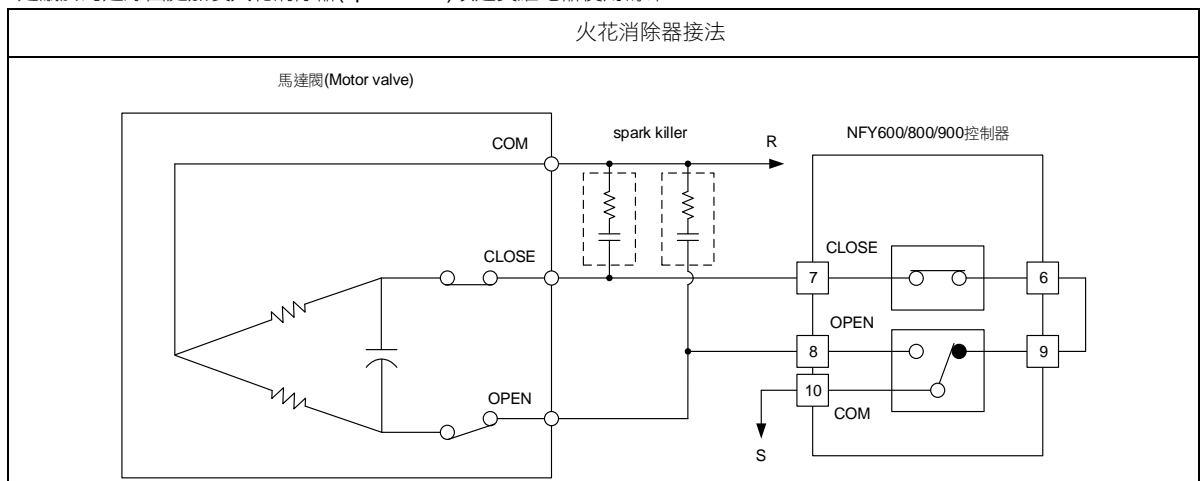 火花消除器接法
馬達閥(Motor valve)
COM
spark killer
R
NFY600/800/900控制器
CLOSE
CLOSE
7
6
OPEN
8
9
10
OPEN
COM
S